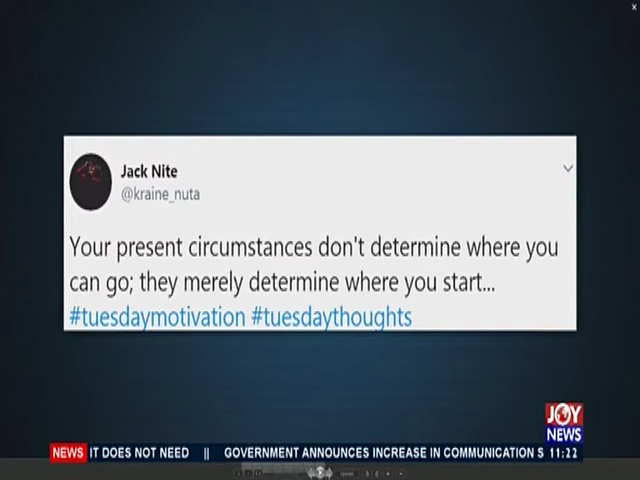 Jack Nite
@kraine_nuta
Your present circumstances don't determine where you
can go; they merely determine where you start...
#tuesdaymotivation #tuesdaythoughts
JOY
NEWS
NEWS IT DOES NOT NEED || GOVERNMENT ANNOUNCES INCREASE IN COMMUNICATION S 11:22